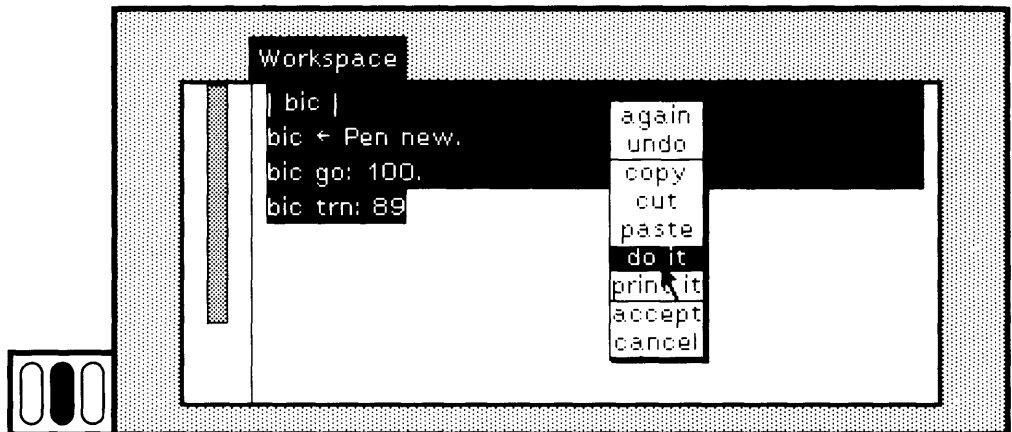 Workspace
| bic |
bic ← Pen new.
bic go: 100.
bic trn: 89
again
undo
copy
cut
paste
do it
print it
accept
cancel